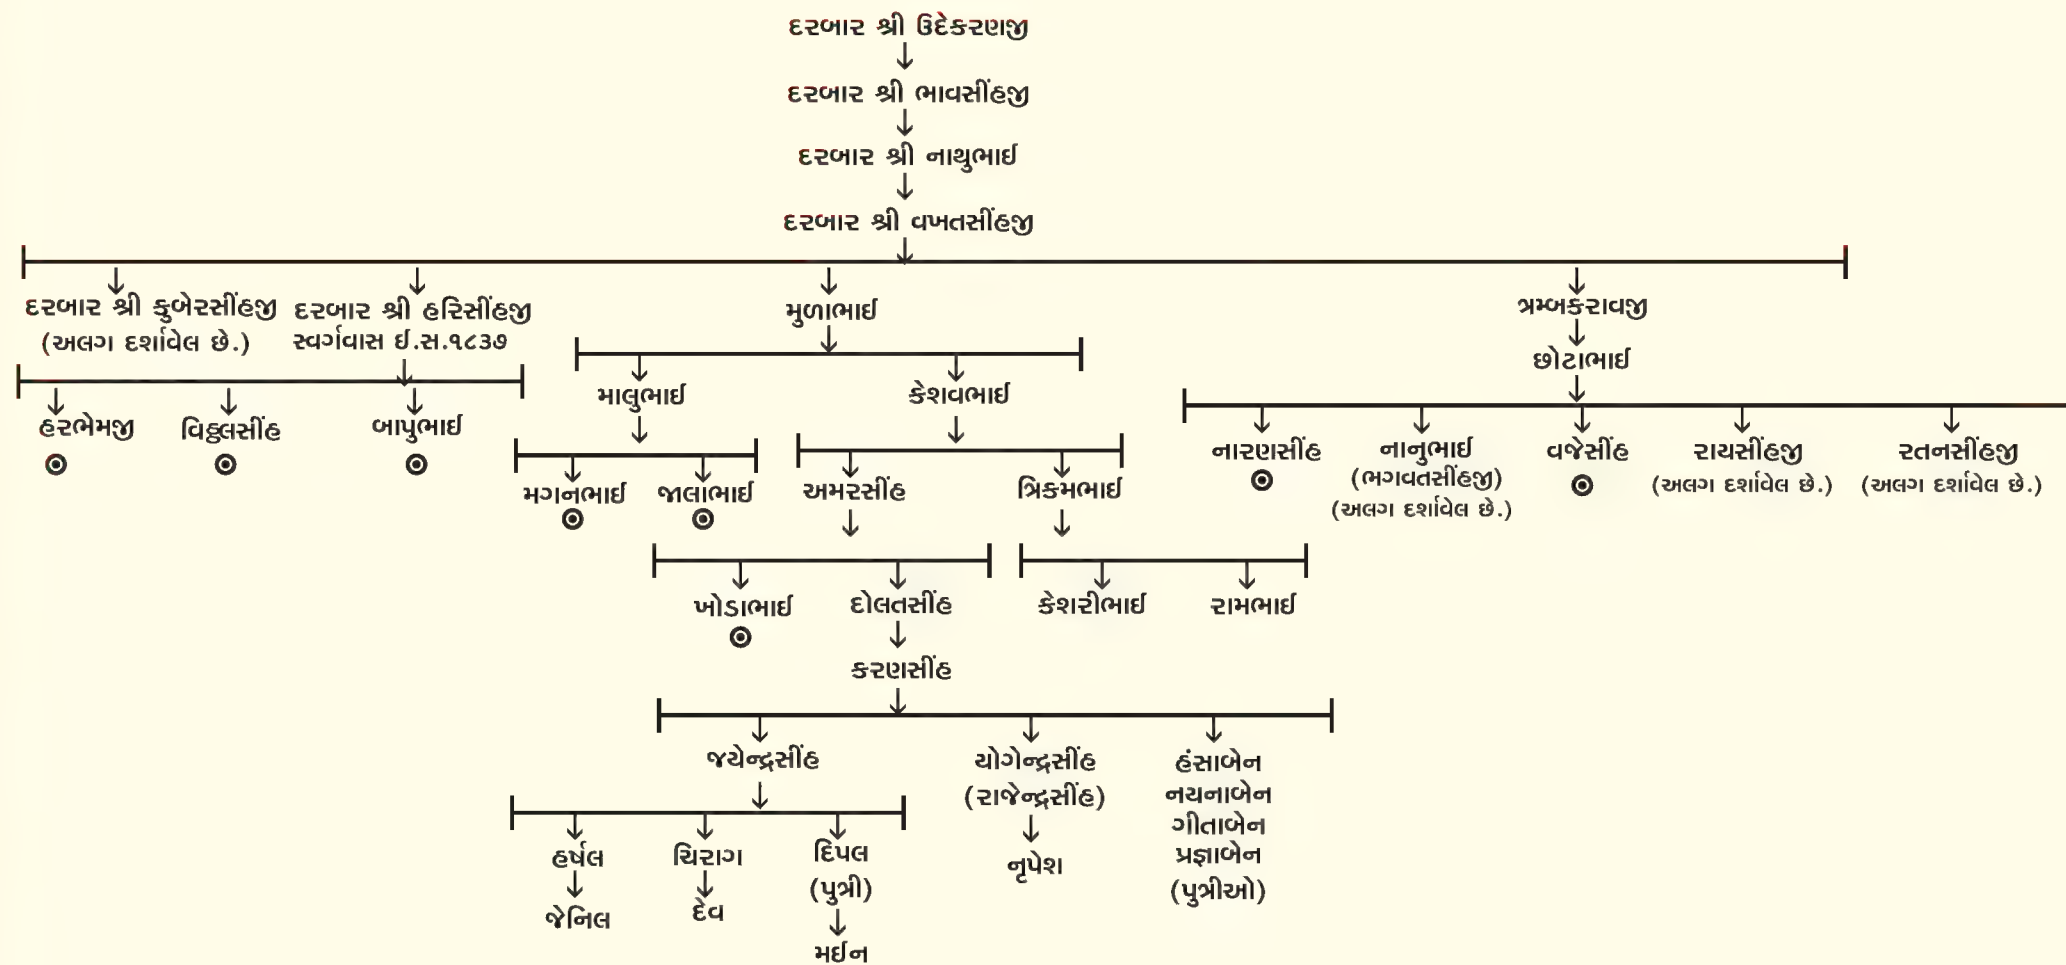 દરબાર શ્રી ઉદેકરણજી
દરબાર શ્રી ભાવસીંહજી
દરબાર શ્રી નાથુભાઈ
દરબાર શ્રી વખતસીંહજી
દરબાર શ્રી કુબેરસીંહજી
(અલગ દર્શાવેલ છે.)
દરબાર શ્રી હરિસીંહજી
સ્વર્ગવાસ ઈ.સ.૧૮૩૭
મુળાભાઈ
ત્રમ્બકરાવજી
છોટાભાઈ
હરભેમજી
વિઠ્ઠલસીંહ
બાપુભાઈ
માલુભાઈ
કેશવભાઈ
નારણસીંહ
નાનુભાઈ
(ભગવતસીંહજી)
(અલગ દર્શાવેલ છે.)
વજેસીંહ
રાયસીંહજી
(અલગ દર્શાવેલ છે.)
રતનસીંહજી
(અલગ દર્શાવેલ છે.)
મગનભાઈ
જાલાભાઈ
અમરસીંહ
ત્રિકમભાઈ
ખોડાભાઈ
દોલતસીંહ
કેશરીભાઈ
રામભાઈ
કરણસીંહ
જયેન્દ્રસીંહ
યોગેન્દ્રસીંહ
(રાજેન્દ્રસીંહ)
હંસાબેન
નયનાબેન
ગીતાબેન
પ્રજ્ઞાબેન
(પુત્રીઓ)
હર્ષલ
ચિરાગ
દિપલ
(પુત્રી)
નૃપેશ
જેનિલ
દેવ
મઈન